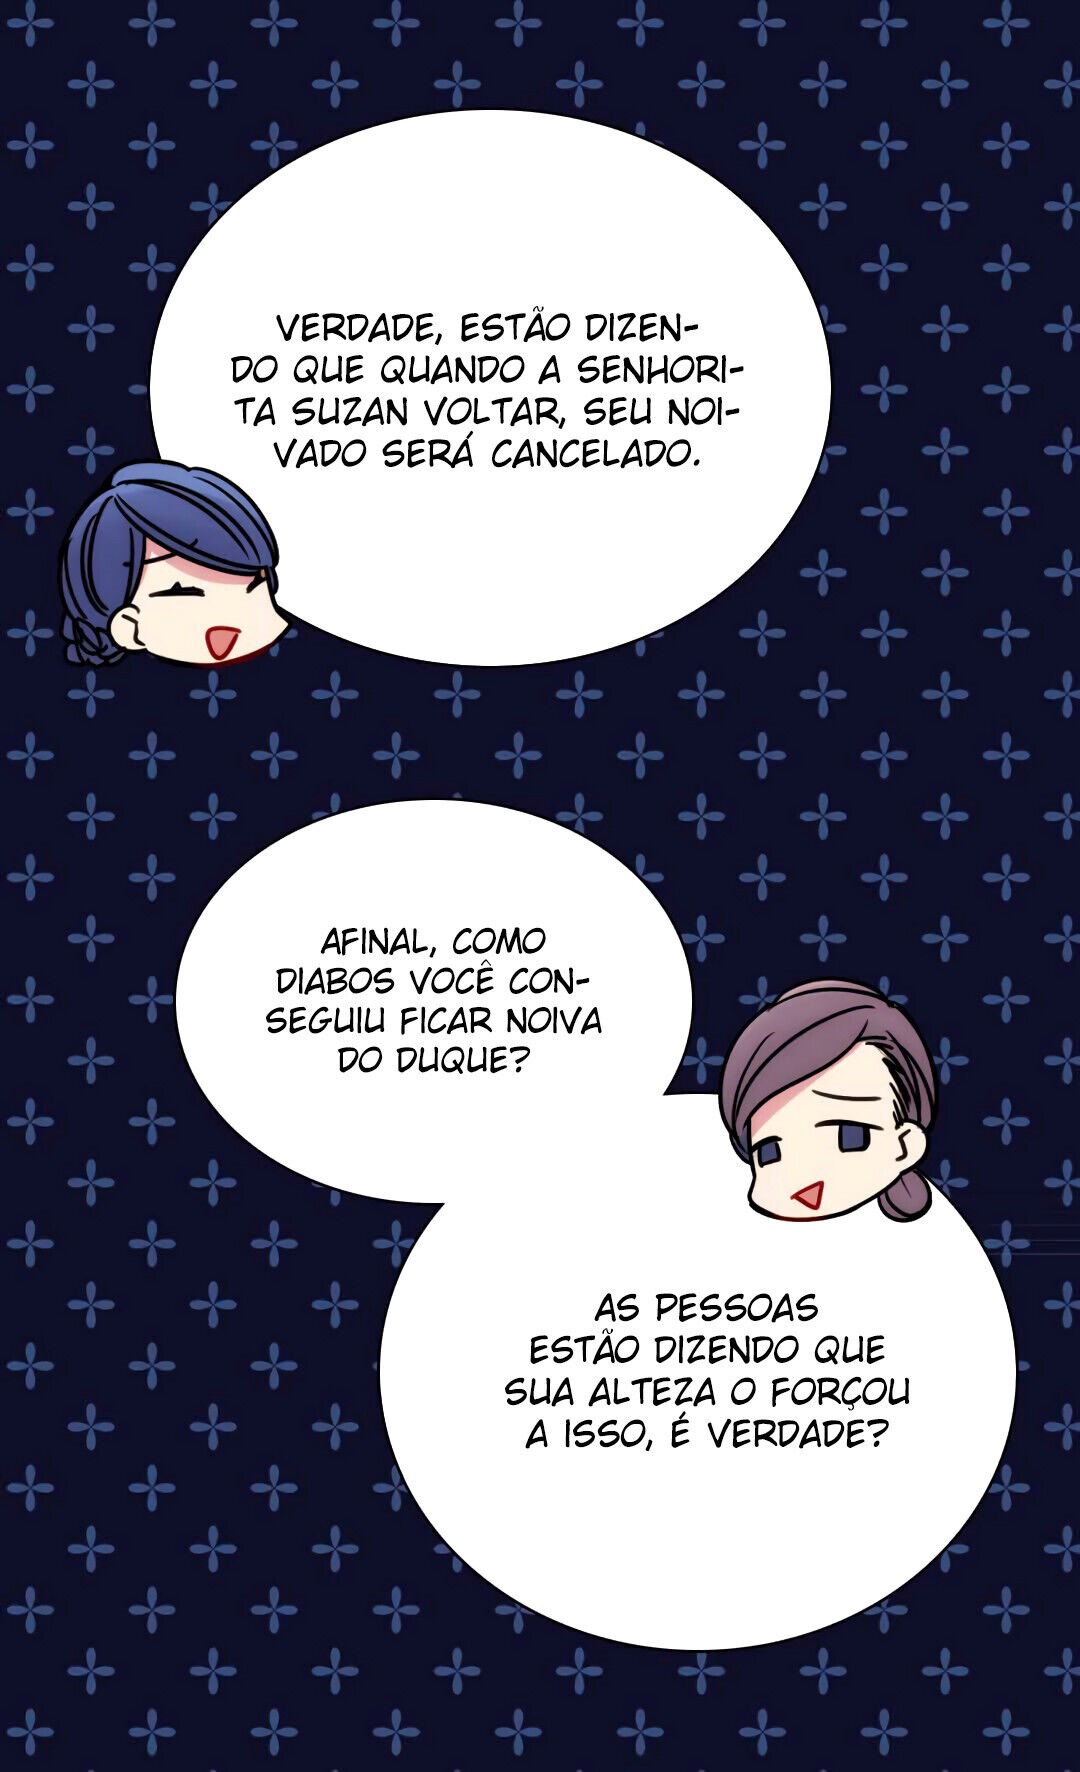 VERDADE, ESTÃO DIZEN-
DO QUE QUANDO A SENHORI-
TA SUZAN VOLTAR, SEU NOI-
VADO SERÁ CANCELADO.
AFINAL, COMO
DIABOS VOCÊ CON-
SEGUIU FICAR NOIVA
DO DUQUE?
AS PESSOAS
ESTÃO DIZENDO QUE
SUA ALTEZA O FORÇOU
A ISSO, É VERDADE?